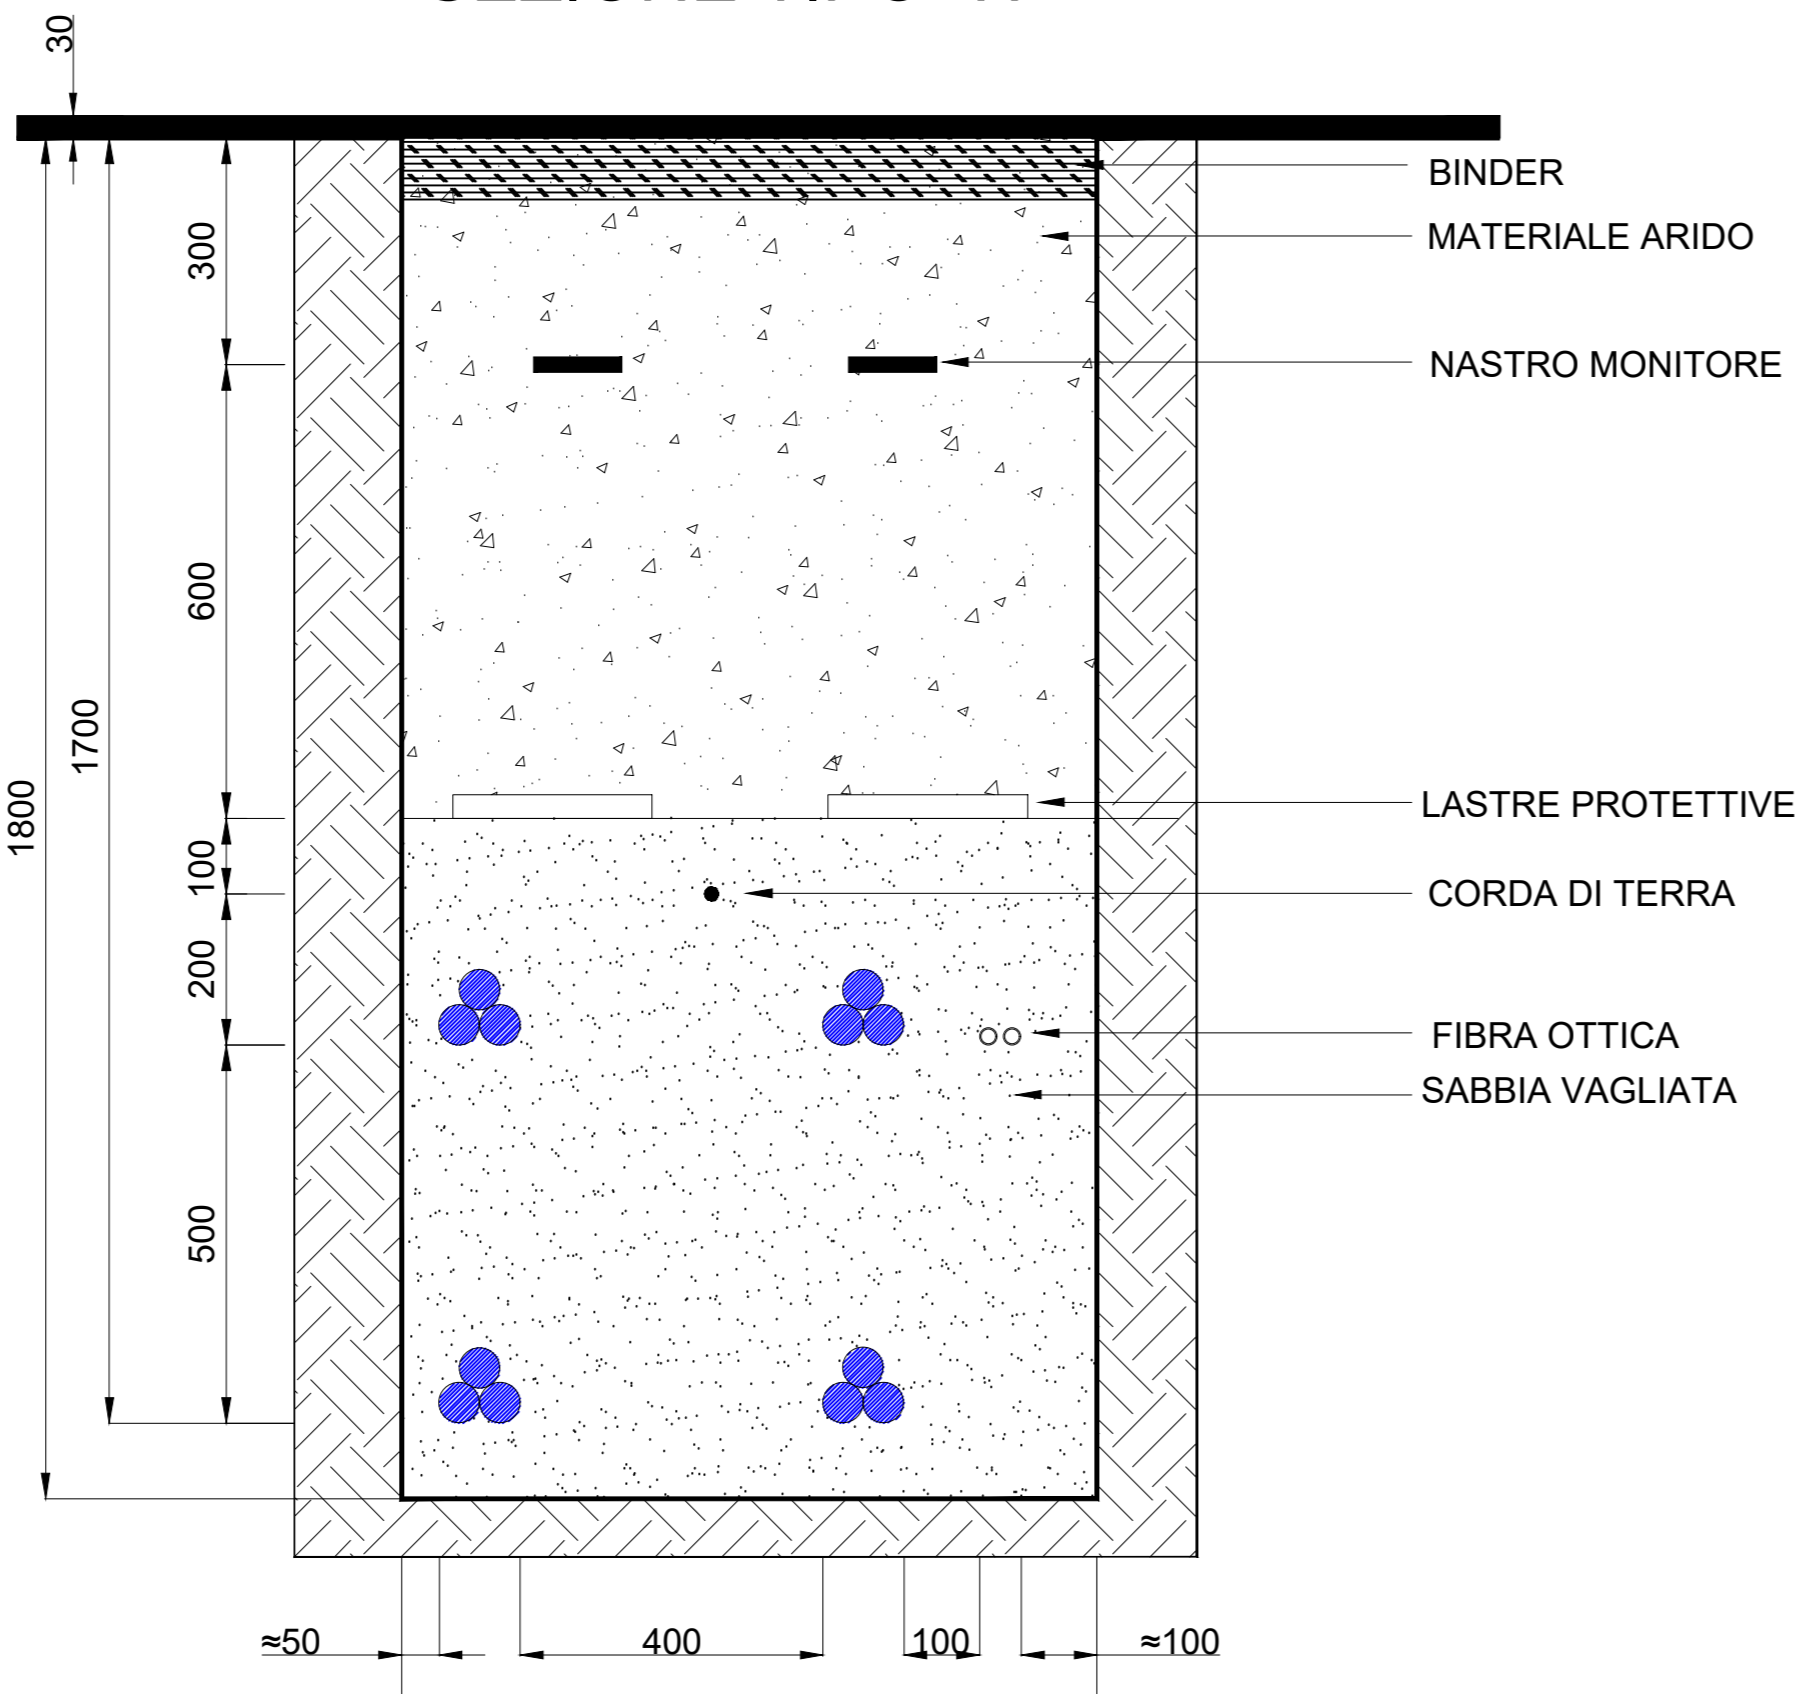 30
BINDER
MATERIALE ARIDO
300
NASTRO MONITORE
600
1700
1800
LASTRE PROTETTIVE
100
CORDA DI TERRA
200
FIBRA OTTICA
SABBIA VAGLIATA
500
≈50
400
100
≈100